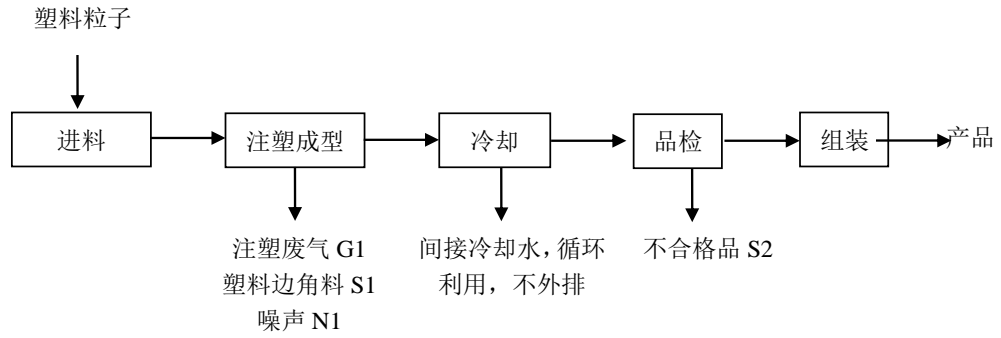 塑料粒子
进料
注塑成型
冷却
品检
组装
产品
注塑废气 G1
塑料边角料 S1
噪声 N1
间接冷却水，循环
利用，不外排
不合格品 S2